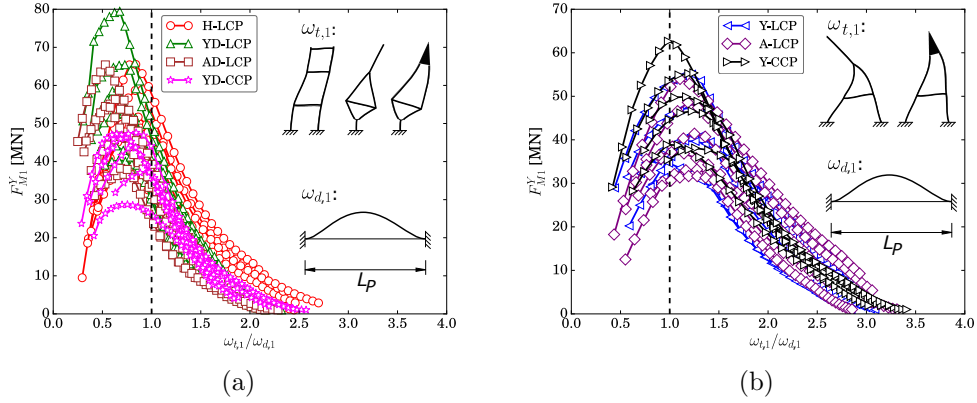 80
70
60
50
40
30
20
10
0
F^Y_{M1} [MN]
0.0 0.5 1.0 1.5 2.0 2.5 3.0 3.5 4.0
ω_{t,1}/ω_{d,1}
H-LCP
YD-LCP
AD-LCP
YD-CCP
ω_{t,1}:
ω_{d,1}:
L_P
(a)
70
60
50
40
30
20
10
0
F^Y_{M1} [MN]
0.0 0.5 1.0 1.5 2.0 2.5 3.0 3.5 4.0
ω_{t,1}/ω_{d,1}
Y-LCP
A-LCP
Y-CCP
ω_{t,1}:
ω_{d,1}:
L_P
(b)